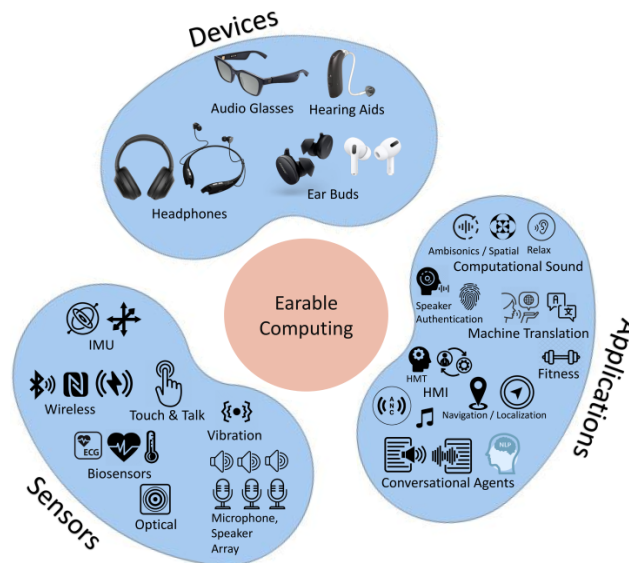 Devices
Audio Glasses
Hearing Aids
Headphones
Ear Buds
Earable
Computing
Applications
Ambisonics / Spatial
Relax
Computational Sound
Speaker
Authentication
Machine Translation
A
文
Fitness
HMT
HMI
ANC
Navigation / Localization
NLP
Conversational Agents
Sensors
IMU
Wireless
Touch & Talk
Vibration
ECG
Biosensors
Optical
Microphone,
Speaker
Array